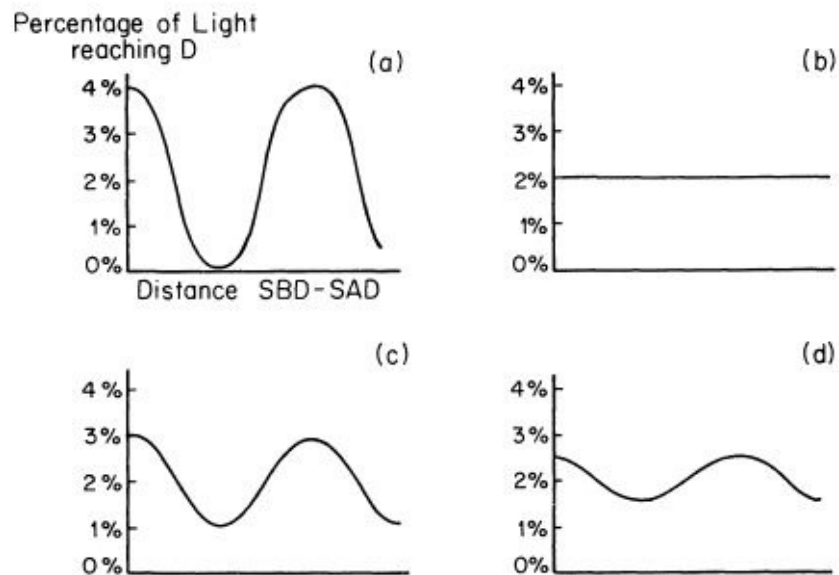 Percentage of Light
reaching D
(a)
4%
3%
2%
1%
0%
Distance SBD-SAD
(b)
4%
3%
2%
1%
0%
(c)
4%
3%
2%
1%
0%
(d)
4%
3%
2%
1%
0%